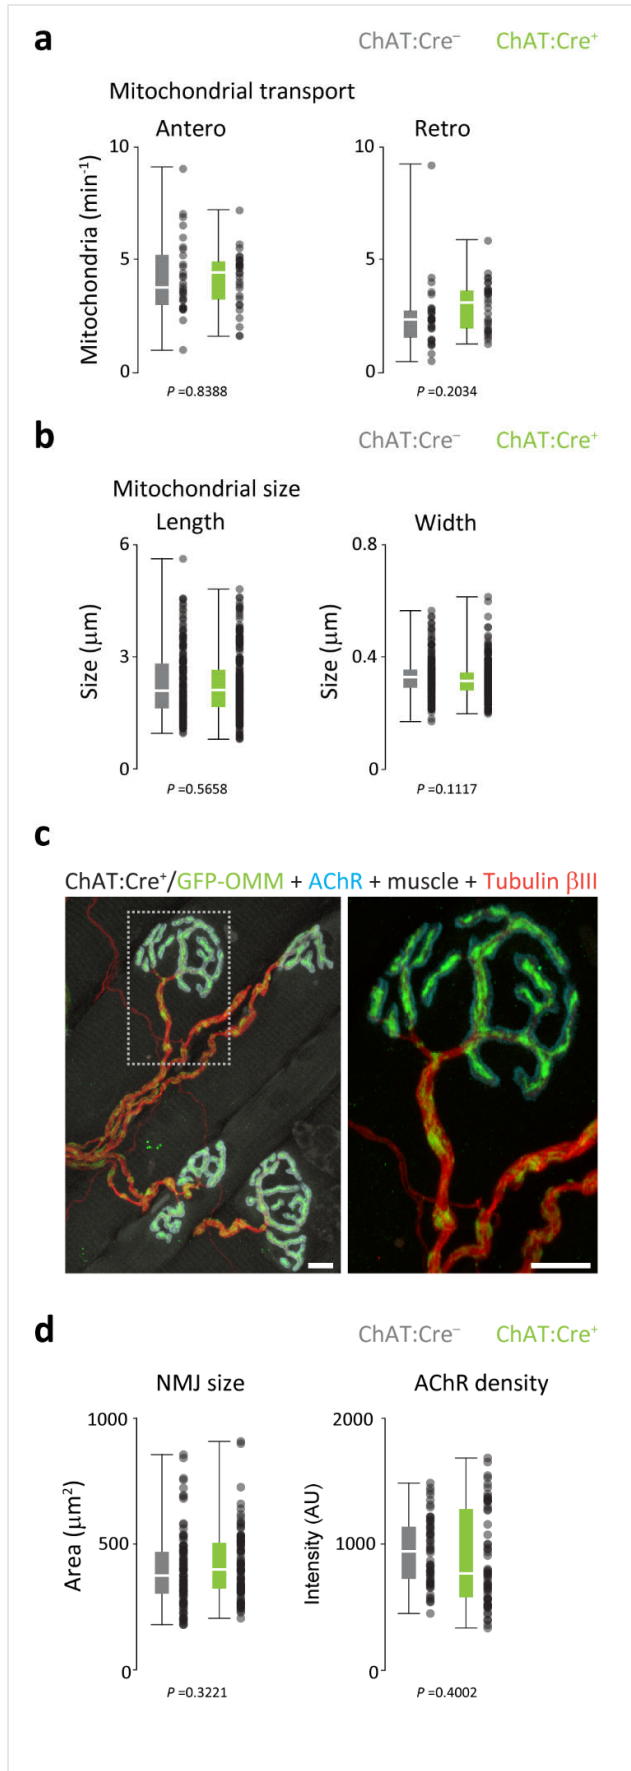 a
ChAT:Cre⁻ ChAT:Cre⁺
Mitochondrial transport
Antero Retro
Mitochondria (min⁻¹)
10 10
5 5
0 0
P =0.8388 P =0.2034
b
ChAT:Cre⁻ ChAT:Cre⁺
Mitochondrial size
Length Width
Size (μm) Size (μm)
6 0.8
3 0.4
0 0
P =0.5658 P =0.1117
c
ChAT:Cre⁺/GFP-OMM + AChR + muscle + Tubulin βIII
d
ChAT:Cre⁻ ChAT:Cre⁺
NMJ size AChR density
Area (μm²) Intensity (AU)
1000 2000
500 1000
0 0
P =0.3221 P =0.4002